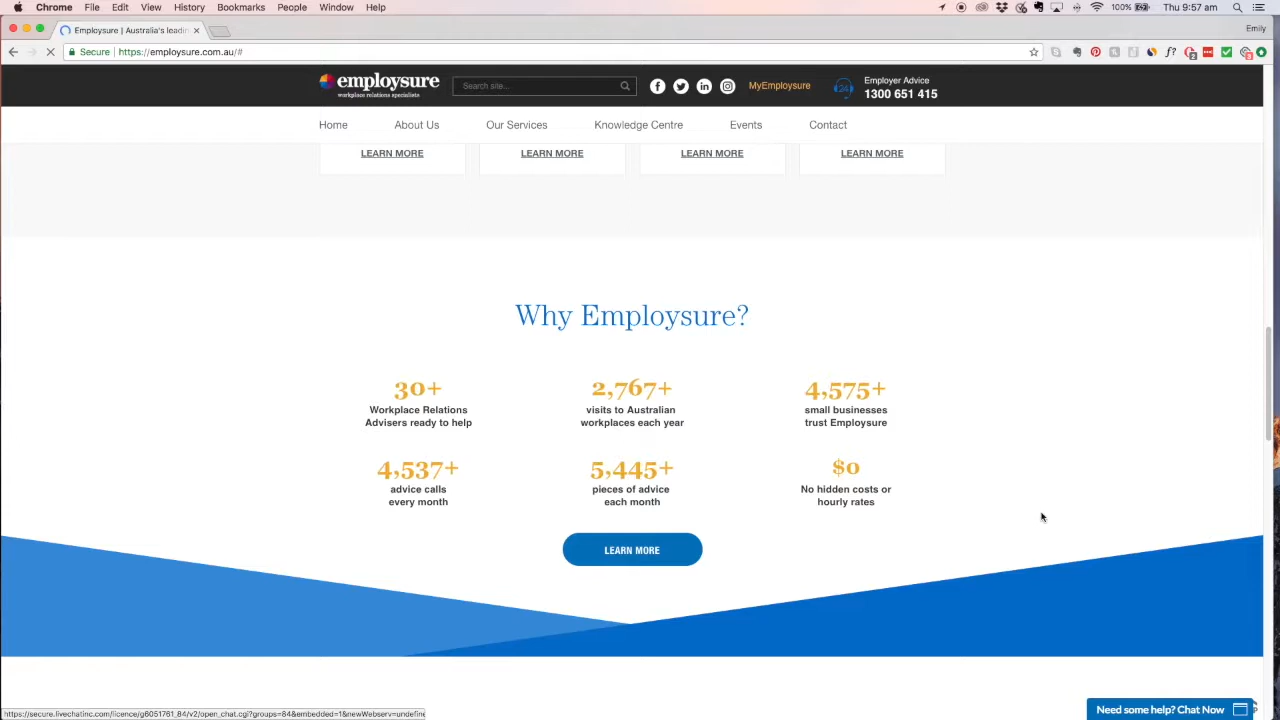 Chrome File Edit View History Bookmarks People Window Help 100% Thu 9:57 am
Employsure | Australia's leadin Emily
Secure https://employsure.com.au/#
employsure
workplace relations specialists
Search site...
MyEmploysure
Employer Advice
1300 651 415
Home About Us Our Services Knowledge Centre Events Contact
LEARN MORE LEARN MORE LEARN MORE LEARN MORE
Why Employsure?
30+ 2,767+ 4,575+
Workplace Relations visits to Australian small businesses
Advisers ready to help workplaces each year trust Employsure
4,537+ 5,445+ $0
advice calls pieces of advice No hidden costs or
every month each month hourly rates
LEARN MORE
Need some help? Chat Now
https://secure.livechatinc.com/licence/g6051761_84/v2/open_chat.cgi?groups=84&embedded=1&newWebserv=undefine